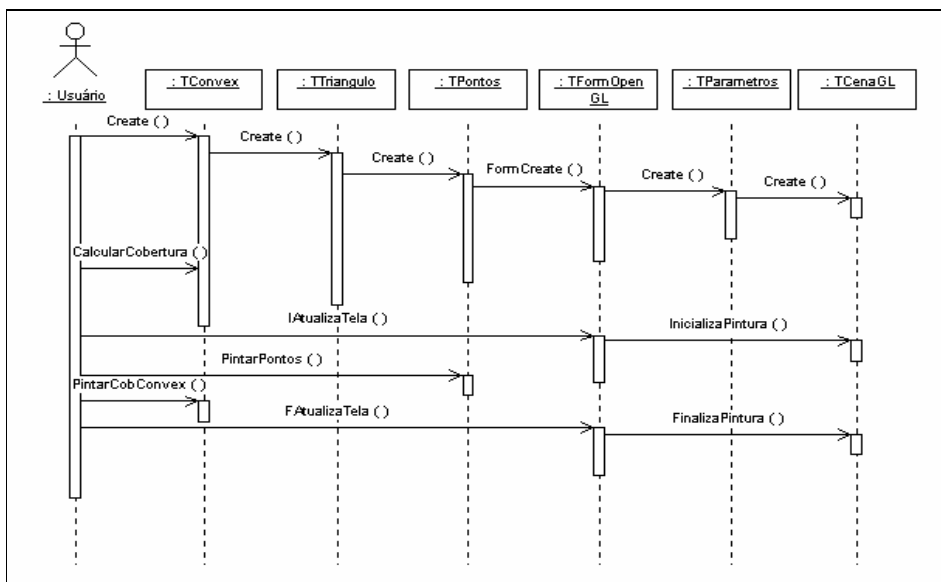 : Usuário
: TConvex
: TTriangulo
: TPontos
: TFormOpen
GL
: TParametros
: TCenaGL
Create ( )
Create ( )
Create ( )
FormCreate ( )
Create ( )
Create ( )
CalcularCobertura ( )
IAtualizaTela ( )
InicializaPintura ( )
PintarPontos ( )
PintarCobConvex ( )
FAtualizaTela ( )
FinalizaPintura ( )